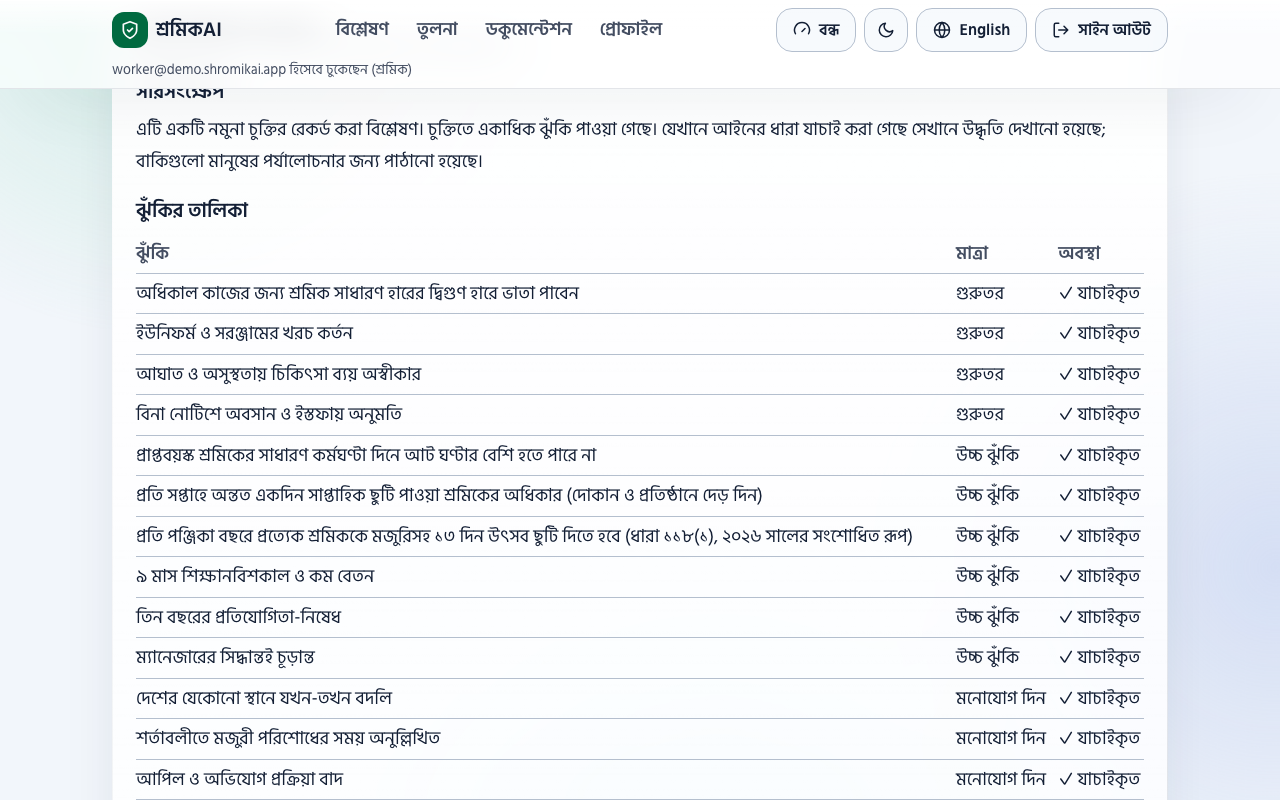 শ্রমিকAI
বিশ্লেষণ তুলনা ডকুমেন্টেশন প্রোফাইল
বন্ধ English সাইন আউট
worker@demo.shromikai.app হিসেবে ঢুকেছেন (শ্রমিক)
সারসংক্ষেপ
এটি একটি নমুনা চুক্তির রেকর্ড করা বিশ্লেষণ। চুক্তিতে একাধিক ঝুঁকি পাওয়া গেছে। যেখানে আইনের ধারা যাচাই করা গেছে সেখানে উদ্ধৃতি দেখানো হয়েছে;
বাকিগুলো মানুষের পর্যালোচনার জন্য পাঠানো হয়েছে।
ঝুঁকির তালিকা
ঝুঁকি মাত্রা অবস্থা
অধিকাল কাজের জন্য শ্রমিক সাধারণ হারের দ্বিগুণ হারে ভাতা পাবেন গুরুতর ✓ যাচাইকৃত
ইউনিফর্ম ও সরঞ্জামের খরচ কর্তন গুরুতর ✓ যাচাইকৃত
আঘাত ও অসুস্থতায় চিকিৎসা ব্যয় অস্বীকার গুরুতর ✓ যাচাইকৃত
বিনা নোটিশে অবসান ও ইস্তফায় অনুমতি গুরুতর ✓ যাচাইকৃত
প্রাপ্তবয়স্ক শ্রমিকের সাধারণ কর্মঘণ্টা দিনে আট ঘণ্টার বেশি হতে পারে না উচ্চ ঝুঁকি ✓ যাচাইকৃত
প্রতি সপ্তাহে অন্তত একদিন সাপ্তাহিক ছুটি পাওয়া শ্রমিকের অধিকার (দোকান ও প্রতিষ্ঠানে দেড় দিন) উচ্চ ঝুঁকি ✓ যাচাইকৃত
প্রতি পঞ্জিকা বছরে প্রত্যেক শ্রমিককে মজুরিসহ ১৩ দিন উৎসব ছুটি দিতে হবে (ধারা ১১৮(১), ২০২৬ সালের সংশোধিত রূপ) উচ্চ ঝুঁকি ✓ যাচাইকৃত
৯ মাস শিক্ষানবিশকাল ও কম বেতন উচ্চ ঝুঁকি ✓ যাচাইকৃত
তিন বছরের প্রতিযোগিতা-নিষেধ উচ্চ ঝুঁকি ✓ যাচাইকৃত
ম্যানেজারের সিদ্ধান্তই চূড়ান্ত উচ্চ ঝুঁকি ✓ যাচাইকৃত
দেশের যেকোনো স্থানে যখন-তখন বদলি মনোযোগ দিন ✓ যাচাইকৃত
শর্তাবলীতে মজুরী পরিশোধের সময় অনুল্লিখিত মনোযোগ দিন ✓ যাচাইকৃত
আপিল ও অভিযোগ প্রক্রিয়া বাদ মনোযোগ দিন ✓ যাচাইকৃত